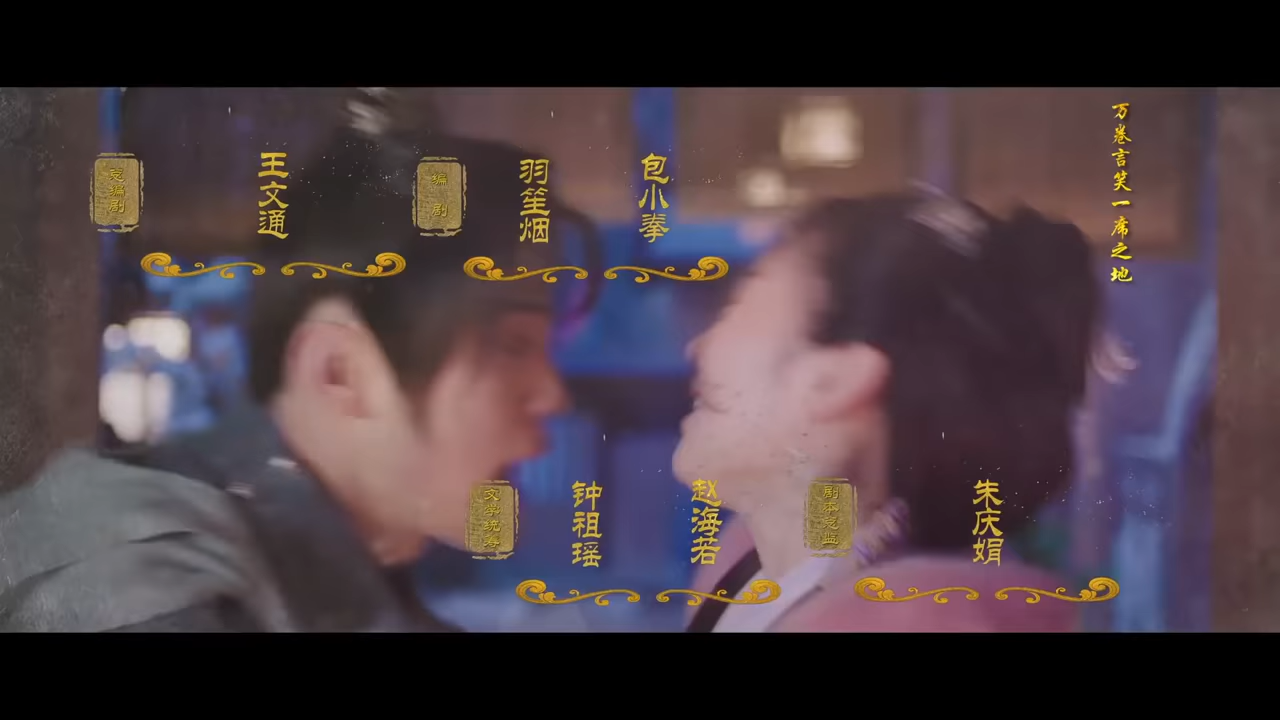 总编剧
王文通
编剧
羽笙烟
包小拳
万卷言笑一席之地
文学统筹
钟祖瑶
赵海若
剧本总监
朱庆娟